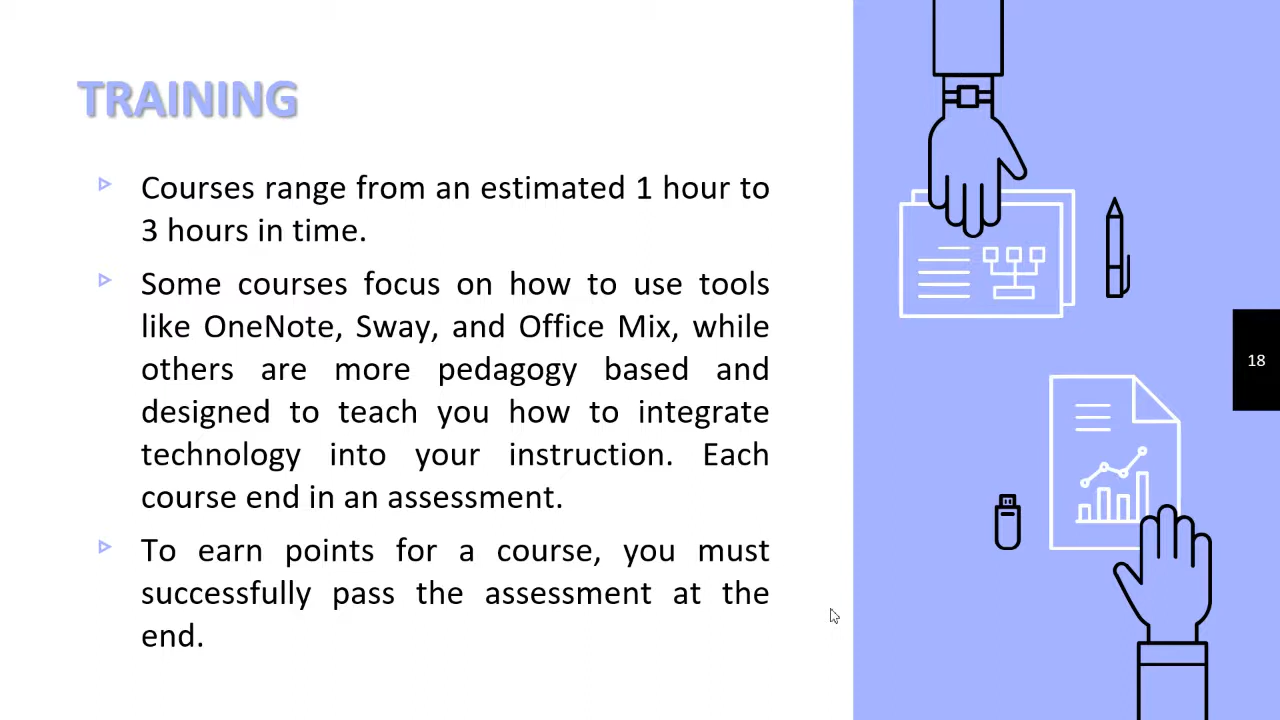 TRAINING
Courses range from an estimated 1 hour to
3 hours in time.
Some courses focus on how to use tools
like OneNote, Sway, and Office Mix, while
others are more pedagogy based and
designed to teach you how to integrate
technology into your instruction. Each
course end in an assessment.
To earn points for a course, you must
successfully pass the assessment at the
end.
18